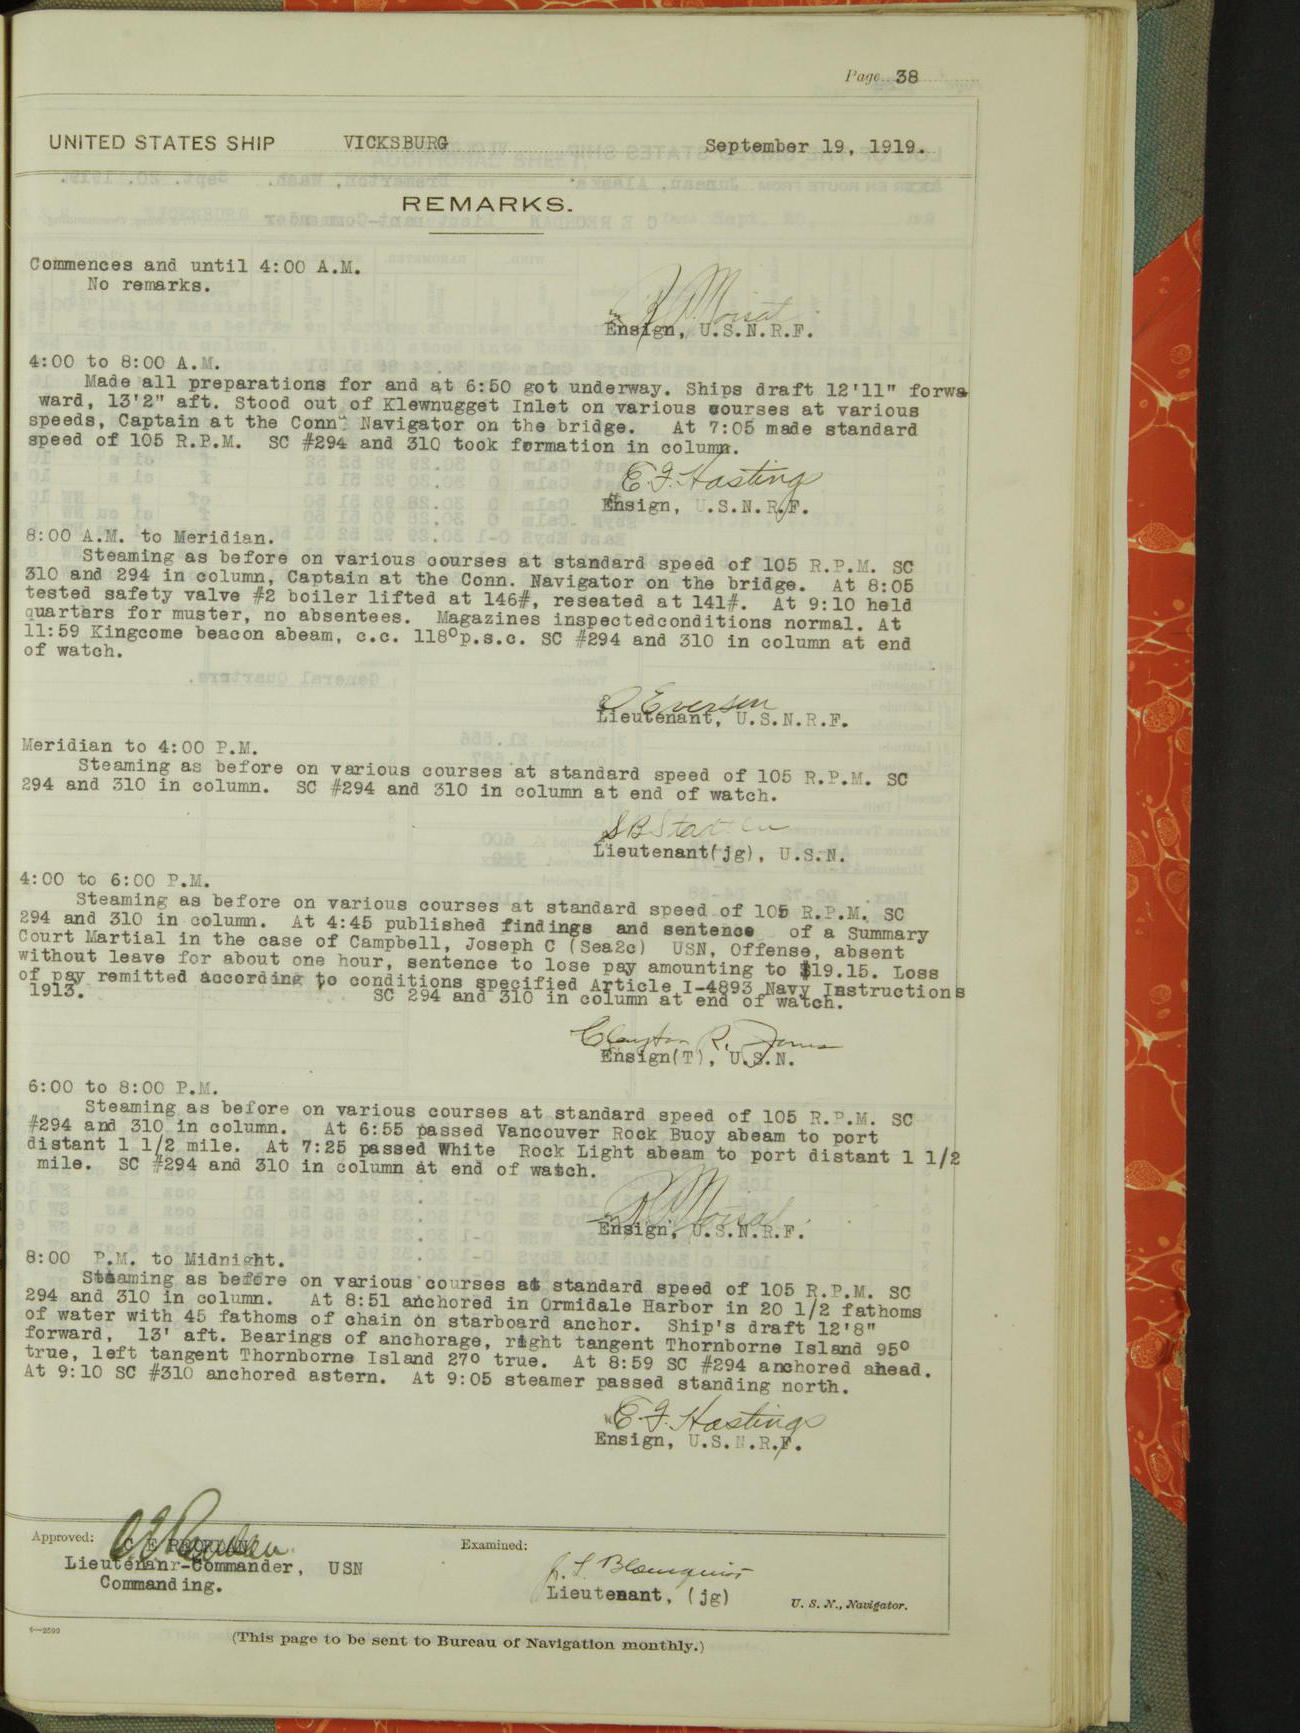 Page 38
UNITED STATES SHIP VICKSBURG September 19, 1919.
REMARKS.
Commences and until 4:00 A.M.
No remarks.
Ensign, U.S.N.R.F.
4:00 to 8:00 A.M.
Made all preparations for and at 6:50 got underway. Ships draft 12'11" forwa
ward, 13'2" aft. Stood out of Klewnugget Inlet on various courses at various
speeds, Captain at the Conn. Navigator on the bridge. At 7:05 made standard
speed of 105 R.P.M. SC #294 and 310 took formation in column.
E. F. Hastings
Ensign, U.S.N.R.F.
8:00 A.M. to Meridian.
Steaming as before on various courses at standard speed of 105 R.P.M. SC
310 and 294 in column, Captain at the Conn. Navigator on the bridge. At 8:05
tested safety valve #2 boiler lifted at 146#, reseated at 141#. At 9:10 held
quarters for muster, no absentees. Magazines inspectedconditions normal. At
11:59 Kingcome beacon abeam, c.c. 118°p.s.c. SC #294 and 310 in column at end
of watch.
Everson
Lieutenant, U.S.N.R.F.
Meridian to 4:00 P.M.
Steaming as before on various courses at standard speed of 105 R.P.M. SC
294 and 310 in column. SC #294 and 310 in column at end of watch.
Lieutenant(jg), U.S.N.
4:00 to 6:00 P.M.
Steaming as before on various courses at standard speed of 105 R.P.M. SC
294 and 310 in column. At 4:45 published findings and sentence of a Summary
Court Martial in the case of Campbell, Joseph C (Sea2c) USN, Offense, absent
without leave for about one hour, sentence to lose pay amounting to $19.15. Loss
of pay remitted according to conditions specified Article I-4893 Navy Instructions
1913. SC 294 and 310 in column at end of watch.
Clayton R. Jones
Ensign(T), U.S.N.
6:00 to 8:00 P.M.
Steaming as before on various courses at standard speed of 105 R.P.M. SC
#294 and 310 in column. At 6:55 passed Vancouver Rock Buoy abeam to port
distant 1 1/2 mile. At 7:25 passed White Rock Light abeam to port distant 1 1/2
mile. SC #294 and 310 in column at end of watch.
Ensign, U.S.N.R.F.
8:00 P.M. to Midnight.
Steaming as before on various courses at standard speed of 105 R.P.M. SC
294 and 310 in column. At 8:51 anchored in Ormidale Harbor in 20 1/2 fathoms
of water with 45 fathoms of chain on starboard anchor. Ship's draft 12'8"
forward, 13' aft. Bearings of anchorage, right tangent Thornborne Island 95°
true, left tangent Thornborne Island 27° true. At 8:59 SC #294 anchored ahead.
At 9:10 SC #310 anchored astern. At 9:05 steamer passed standing north.
E. F. Hastings
Ensign, U.S.N.R.F.
Approved: Examined:
C E REORDAN
Lieutenanr-Commander, USN
Commanding.
Lieutenant, (jg) U. S. N., Navigator.
(This page to be sent to Bureau of Navigation monthly.)